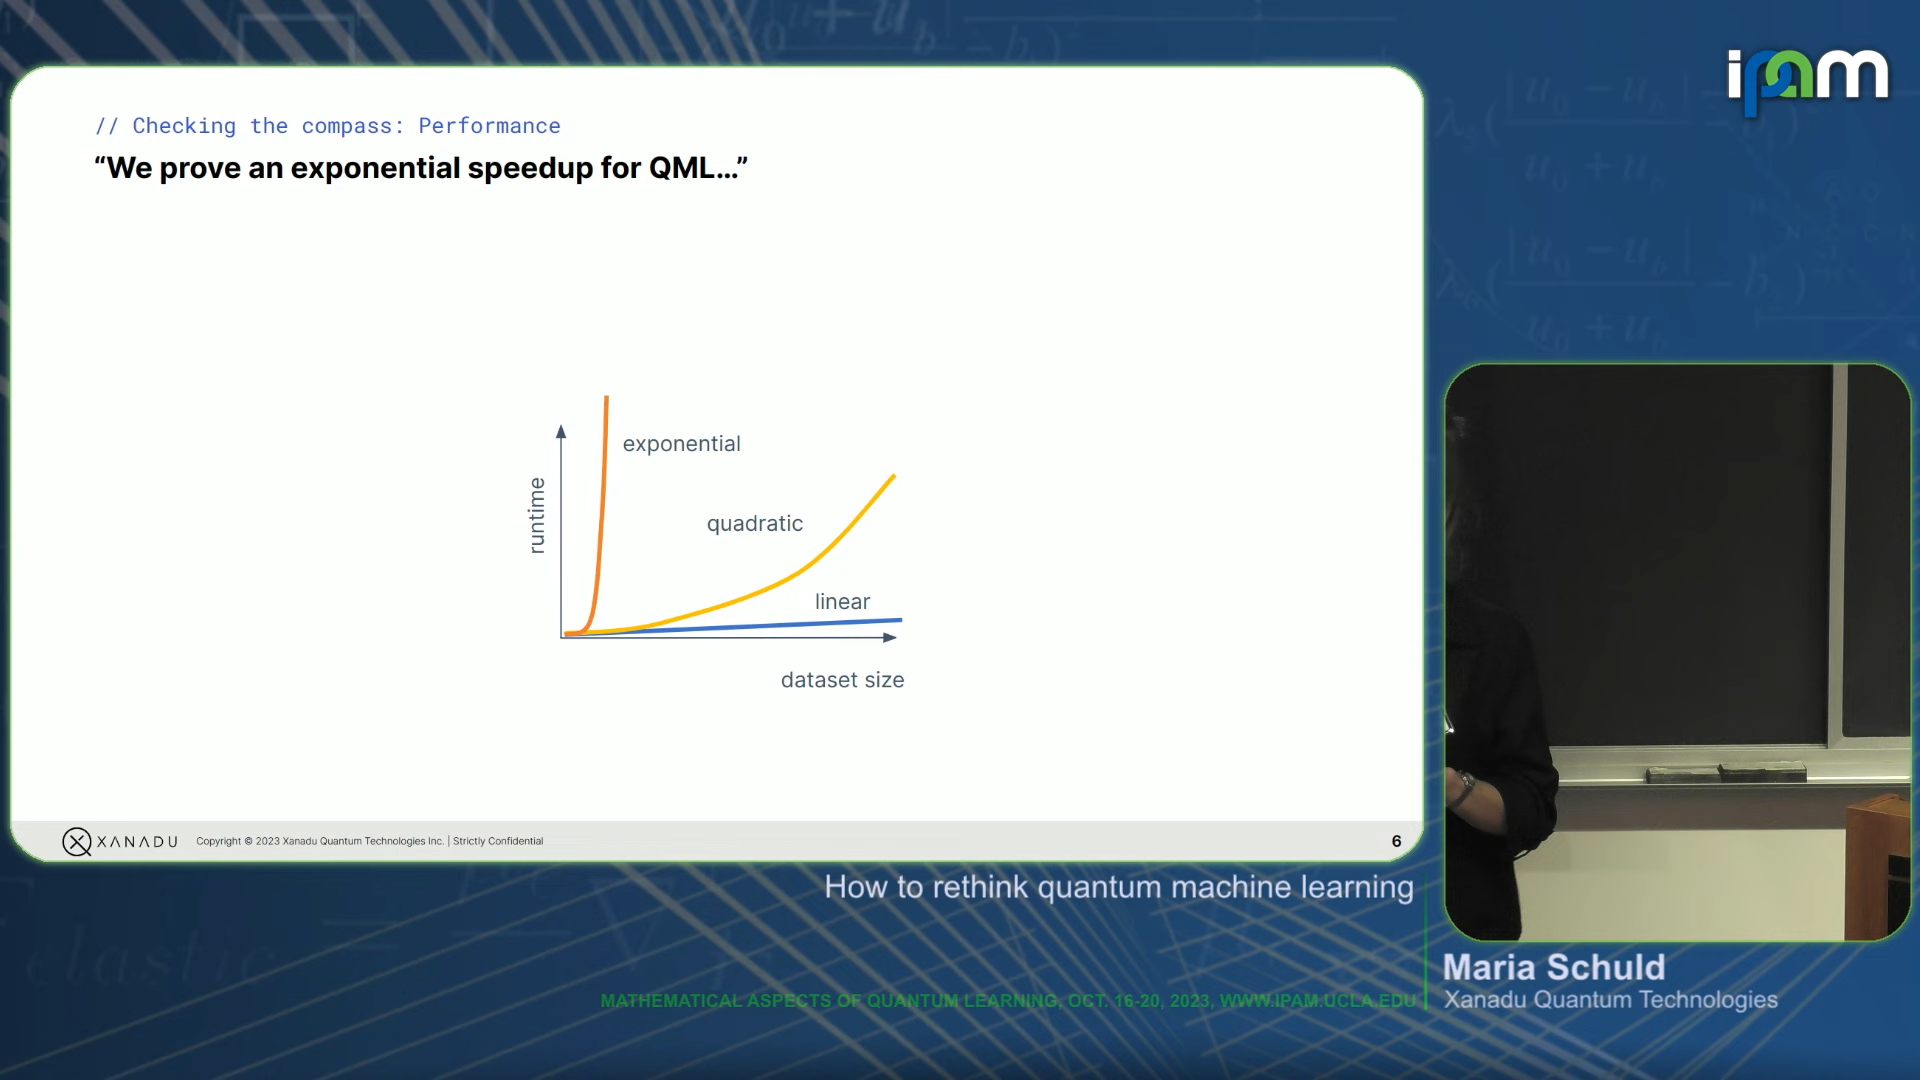 ipam
// Checking the compass: Performance
“We prove an exponential speedup for QML…”
exponential
runtime
quadratic
linear
dataset size
XANADU
Copyright © 2023 Xanadu Quantum Technologies Inc. | Strictly Confidential
6
How to rethink quantum machine learning
Maria Schuld
Xanadu Quantum Technologies
MATHEMATICAL ASPECTS OF QUANTUM LEARNING, OCT. 16-20, 2023, WWW.IPAM.UCLA.EDU
elastic